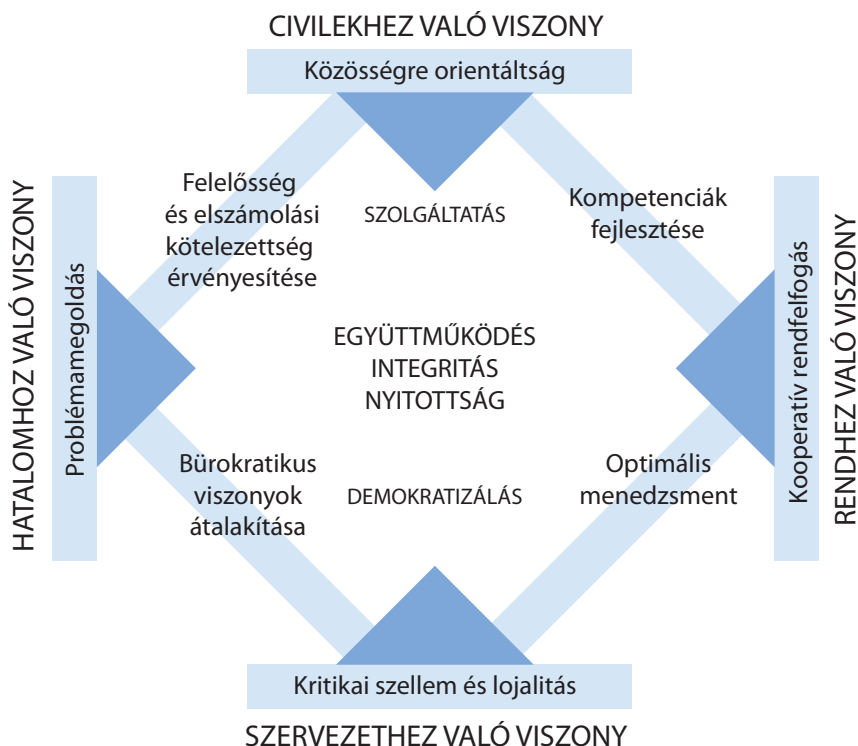 CIVILEKHEZ VALÓ VISZONY
Közösségre orientáltság
HATALOMHOZ VALÓ VISZONY
Problémamegoldás
Felelősség
és elszámolási
kötelezettség
érvényesítése
SZOLGÁLTATÁS
Kompetenciák
fejlesztése
EGYÜTTMŰKÖDÉS
INTEGRITÁS
NYITOTTSÁG
Bürokratikus
viszonyok
átalakítása
DEMOKRATIZÁLÁS
Optimális
menedzsment
Kooperatív rendfelfogás
RENDHEZ VALÓ VISZONY
Kritikai szellem és lojalitás
SZERVEZETHEZ VALÓ VISZONY